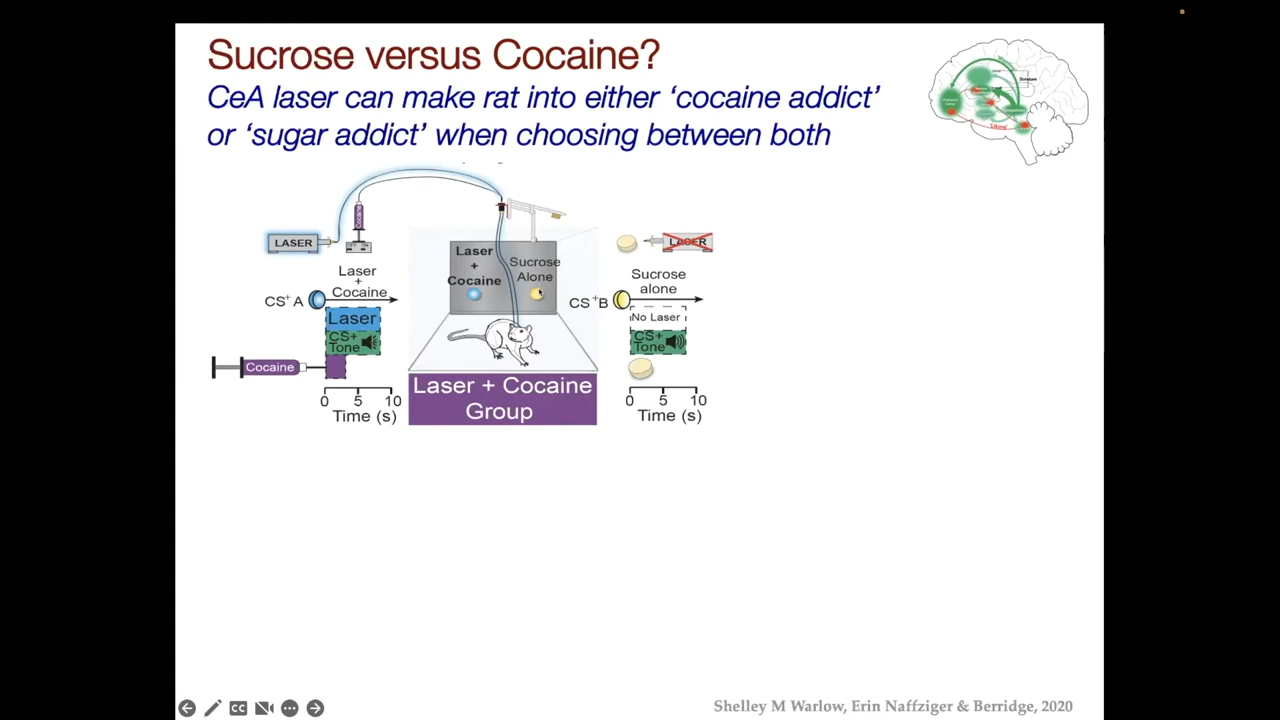 Sucrose versus Cocaine?
CeA laser can make rat into either ‘cocaine addict’
or ‘sugar addict’ when choosing between both
LASER
Cocaine
Laser
+
Cocaine
CS+ A
Laser
CS+
Tone
Cocaine
0 5 10
Time (s)
Laser
+
Cocaine
Sucrose
Alone
Laser + Cocaine
Group
LASER
Sucrose
alone
CS+B
No Laser
CS+
Tone
0 5 10
Time (s)
Shelley M Warlow, Erin Naffziger & Berridge, 2020
CC